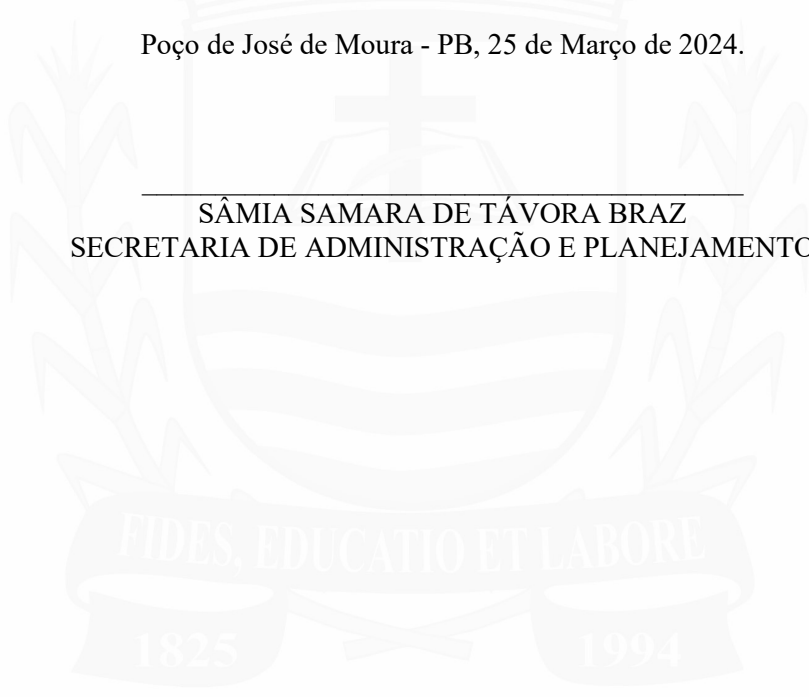 Poço de José de Moura - PB, 25 de Março de 2024.
SÂMIA SAMARA DE TÁVORA BRAZ
SECRETARIA DE ADMINISTRAÇÃO E PLANEJAMENTO
FIDES, EDUCATIO ET LABORE
1825 1994